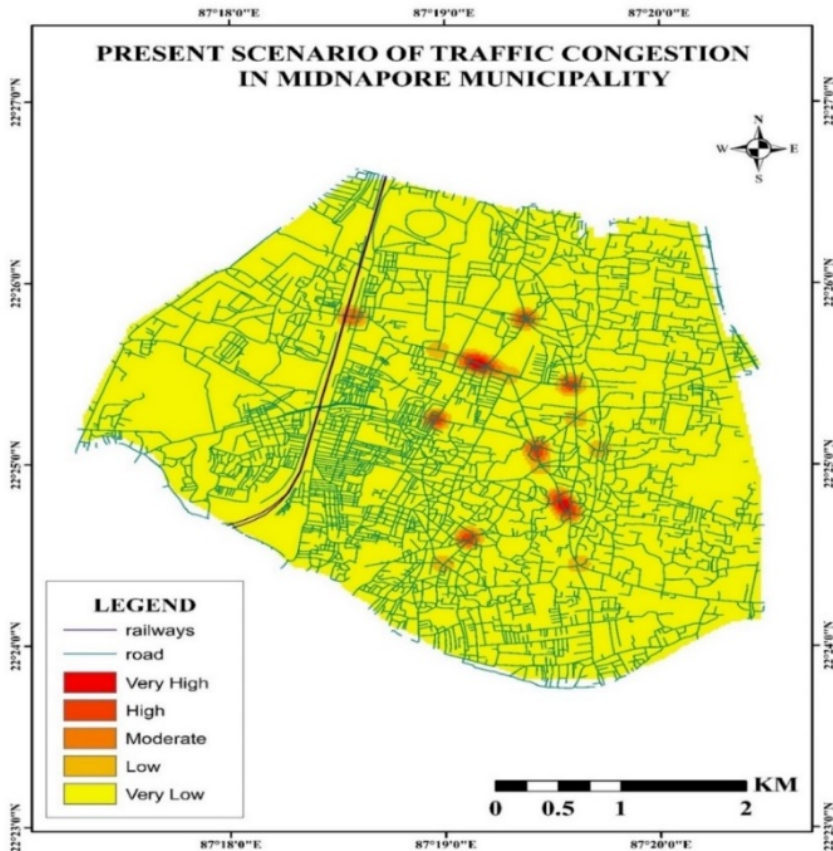 87°18'0"E 87°19'0"E 87°20'0"E
PRESENT SCENARIO OF TRAFFIC CONGESTION
IN MIDNAPORE MUNICIPALITY
22°27'0"N 22°27'0"N
N
W E
S
22°26'0"N 22°26'0"N
22°25'0"N 22°25'0"N
22°24'0"N 22°24'0"N
LEGEND
railways
road
Very High
High
Moderate
Low
Very Low
KM
0 0.5 1 2
22°23'0"N 22°23'0"N
87°18'0"E 87°19'0"E 87°20'0"E